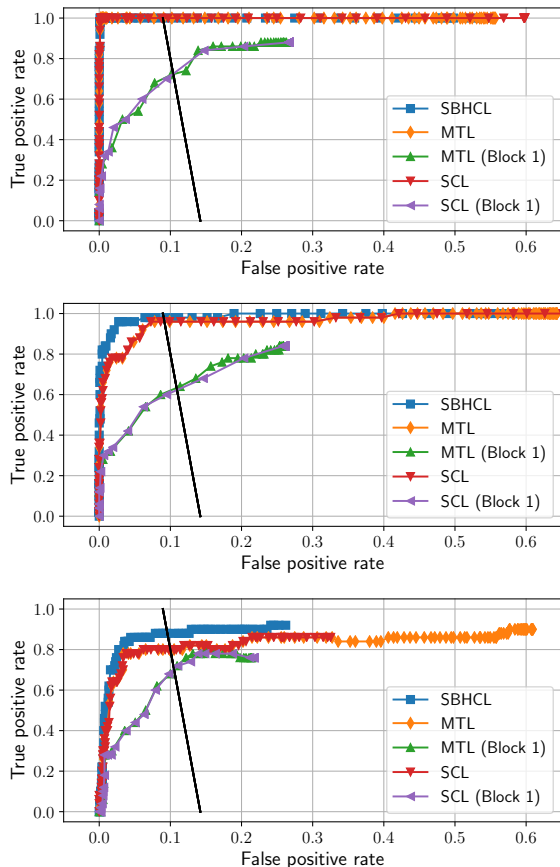 1.0
0.8
0.6
0.4
0.2
0.0
True positive rate
SBHCL
MTL
MTL (Block 1)
SCL
SCL (Block 1)
0.0 0.1 0.2 0.3 0.4 0.5 0.6
False positive rate
1.0
0.8
0.6
0.4
0.2
0.0
True positive rate
SBHCL
MTL
MTL (Block 1)
SCL
SCL (Block 1)
0.0 0.1 0.2 0.3 0.4 0.5 0.6
False positive rate
1.0
0.8
0.6
0.4
0.2
0.0
True positive rate
SBHCL
MTL
MTL (Block 1)
SCL
SCL (Block 1)
0.0 0.1 0.2 0.3 0.4 0.5 0.6
False positive rate